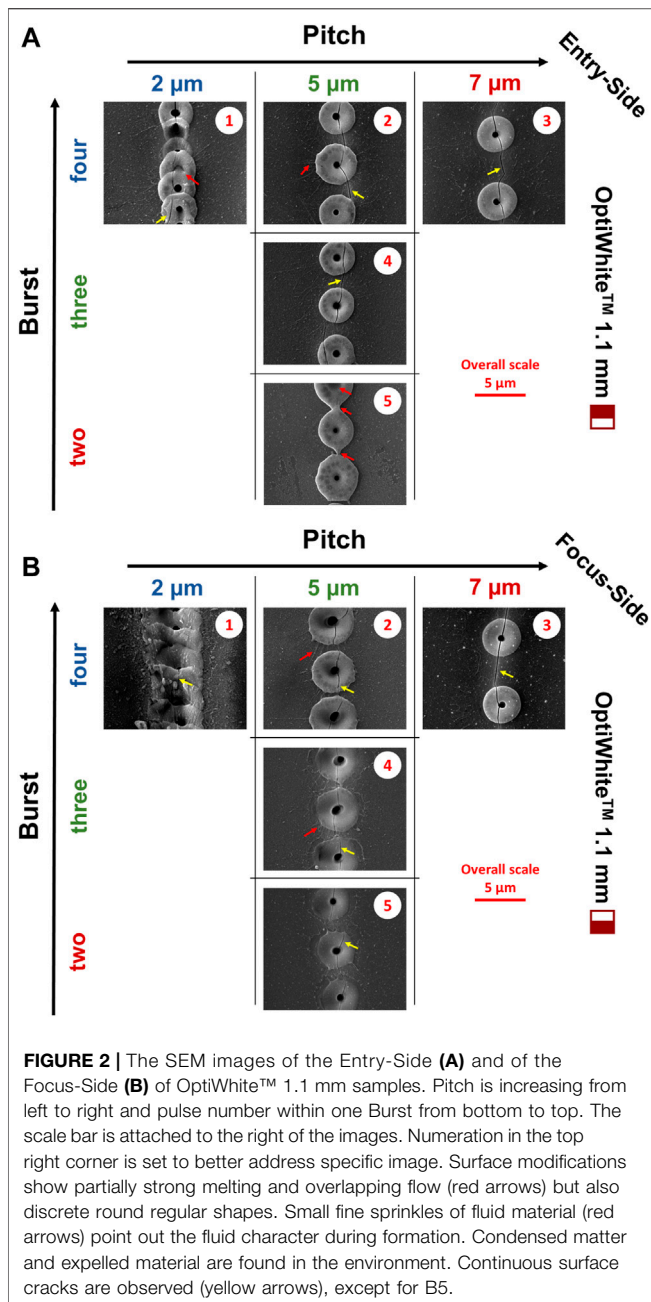 A
Pitch
Entry-Side
2 µm
5 µm
7 µm
Burst
four
1
2
3
three
4
two
5
Overall scale
5 µm
OptiWhite™ 1.1 mm
B
Pitch
Focus-Side
2 µm
5 µm
7 µm
Burst
four
1
2
3
three
4
two
5
Overall scale
5 µm
OptiWhite™ 1.1 mm
FIGURE 2 | The SEM images of the Entry-Side (A) and of the
Focus-Side (B) of OptiWhite™ 1.1 mm samples. Pitch is increasing from
left to right and pulse number within one Burst from bottom to top. The
scale bar is attached to the right of the images. Numeration in the top
right corner is set to better address specific image. Surface modifications
show partially strong melting and overlapping flow (red arrows) but also
discrete round regular shapes. Small fine sprinkles of fluid material (red
arrows) point out the fluid character during formation. Condensed matter
and expelled material are found in the environment. Continuous surface
cracks are observed (yellow arrows), except for B5.